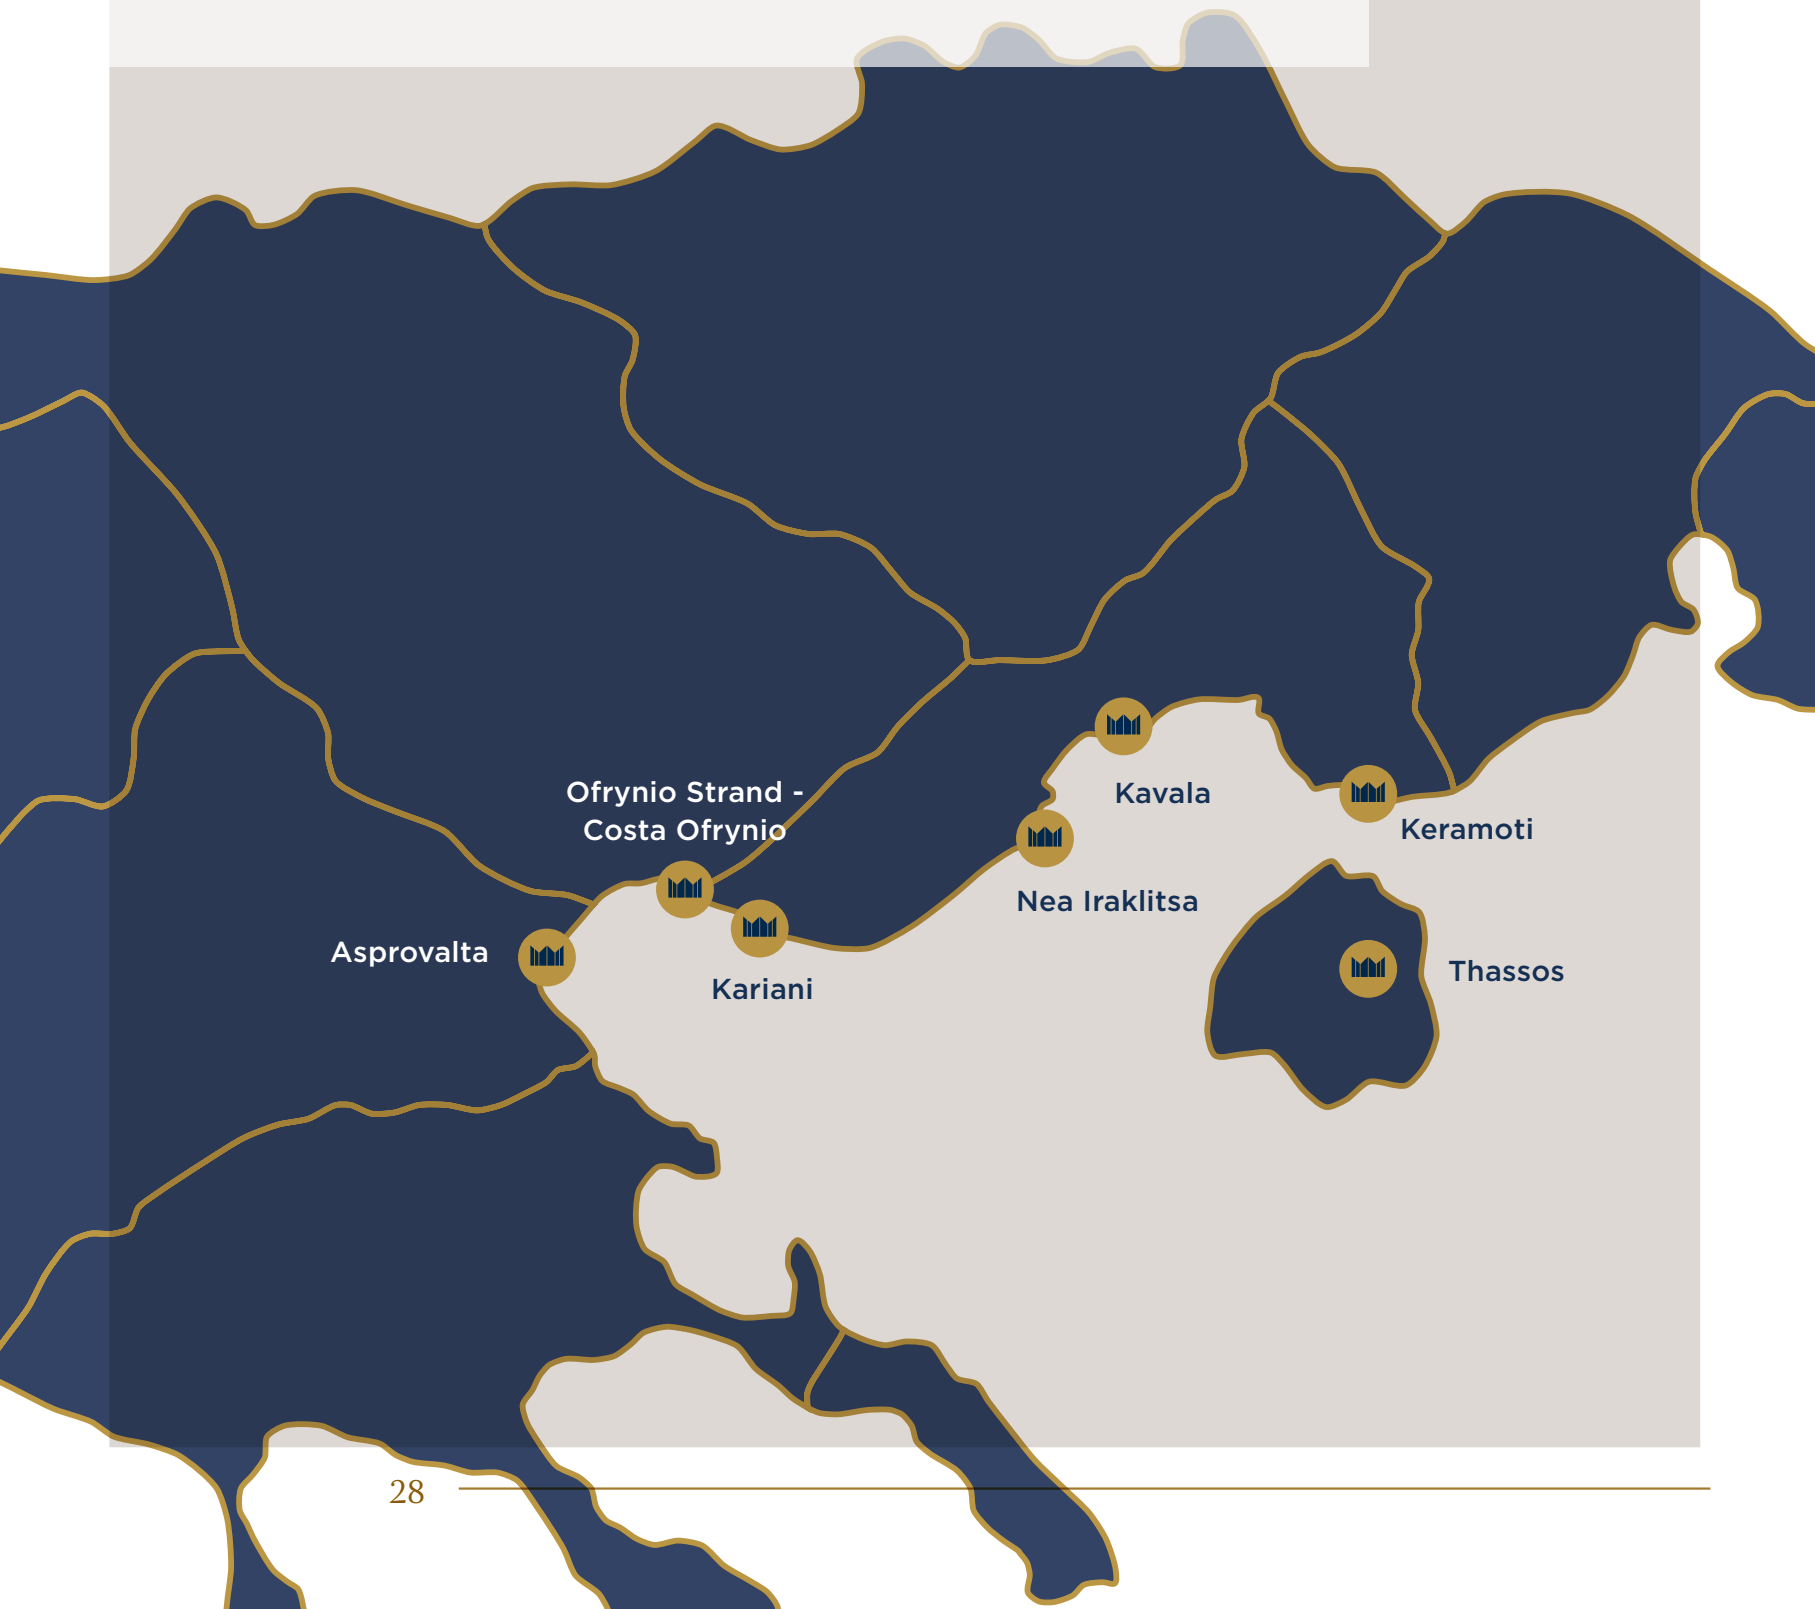 Ofrynio Strand -
Costa Ofrynio
Kavala
Keramoti
Nea Iraklitsa
Asprovalta
Kariani
Thassos
28